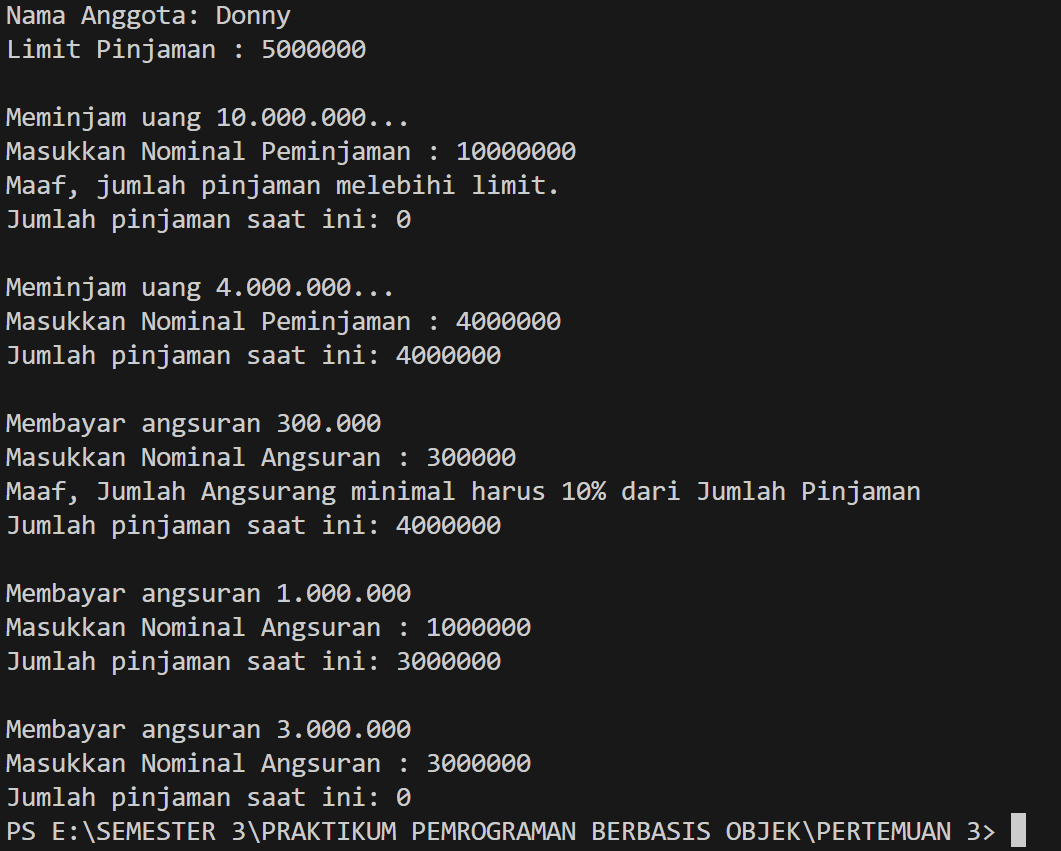 Nama Anggota: Donny
Limit Pinjaman : 5000000
Meminjam uang 10.000.000...
Masukkan Nominal Peminjaman : 10000000
Maaf, jumlah pinjaman melebihi limit.
Jumlah pinjaman saat ini: 0
Meminjam uang 4.000.000...
Masukkan Nominal Peminjaman : 4000000
Jumlah pinjaman saat ini: 4000000
Membayar angsuran 300.000
Masukkan Nominal Angsuran : 300000
Maaf, Jumlah Angsurang minimal harus 10% dari Jumlah Pinjaman
Jumlah pinjaman saat ini: 4000000
Membayar angsuran 1.000.000
Masukkan Nominal Angsuran : 1000000
Jumlah pinjaman saat ini: 3000000
Membayar angsuran 3.000.000
Masukkan Nominal Angsuran : 3000000
Jumlah pinjaman saat ini: 0
PS E:\SEMESTER 3\PRAKTIKUM PEMROGRAMAN BERBASIS OBJEK\PERTEMUAN 3>